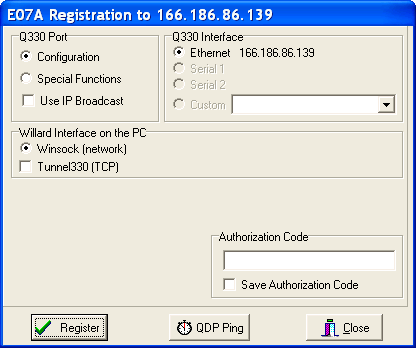 E07A Registration to 166.186.86.139
Q330 Port
Configuration
Special Functions
Use IP Broadcast
Q330 Interface
Ethernet 166.186.86.139
Serial 1
Serial 2
Custom
Willard Interface on the PC
Winsock (network)
Tunnel330 (TCP)
Authorization Code
Save Authorization Code
Register
QDP Ping
Close